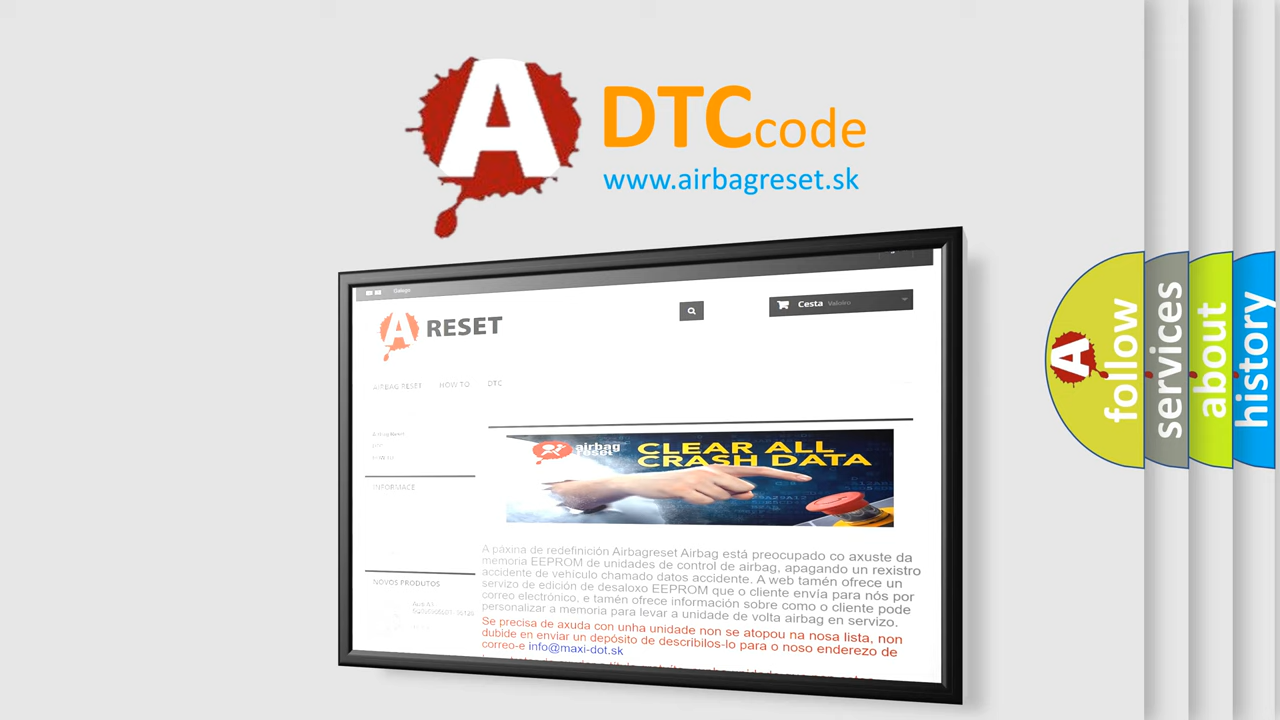 A DTCcode
www.airbagreset.sk
Galego
A RESET
Cesta Valeiro
AIRBAG RESET HOW TO DTC
INFORMACE
airbag
reset
CLEAR ALL
CRASH DATA
A páxina de redefinición Airbagreset Airbag está preocupado co axuste da
memoria EEPROM de unidades de control de airbag, apagando un rexistro
accidente de vehículo chamado datos accidente. A web tamén ofrece un
servizo de edición de desaloxo EEPROM que o cliente envía para nós por
correo electrónico, e tamén ofrece información sobre como o cliente pode
personalizar a memoria para levar a unidade de volta airbag en servizo.
Se precisa de axuda con unha unidade non se atopou na nosa lista, non
dubide en enviar un depósito de describilos-lo para o noso enderezo de
correo-e info@maxi-dot.sk
NOVOS PRODUTOS
A follow
services
about
history